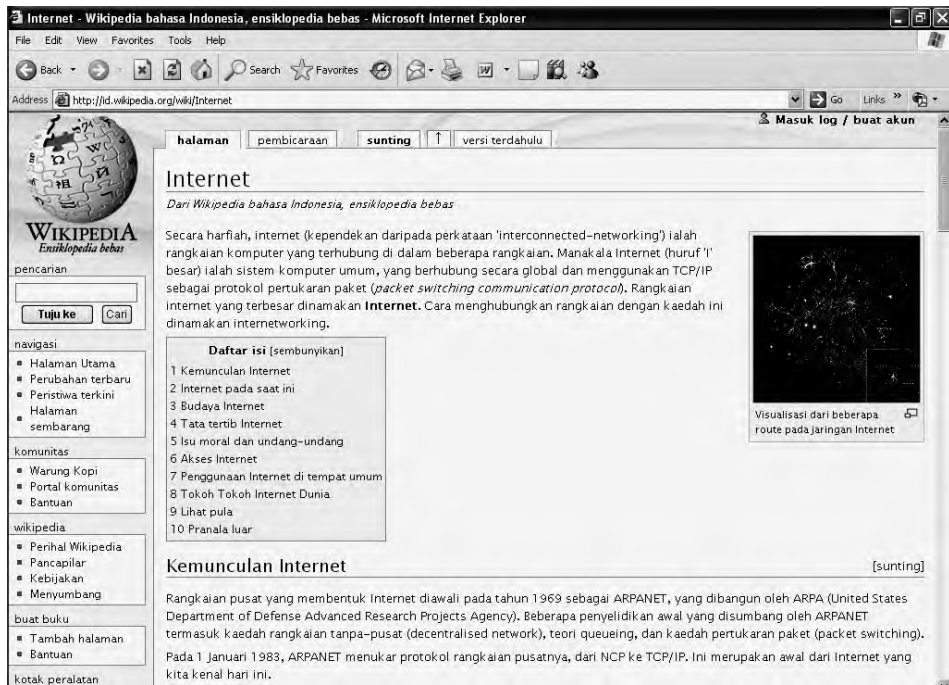 Internet - Wikipedia bahasa Indonesia, ensiklopedia bebas - Microsoft Internet Explorer
File Edit View Favorites Tools Help
Back Search Favorites
Address http://id.wikipedia.org/wiki/Internet Go Links »
Masuk log / buat akun
halaman pembicaraan sunting ↑ versi terdahulu
WIKIPEDIA
Ensiklopedia bebas
pencarian
Tuju ke Cari
navigasi
Halaman Utama
Perubahan terbaru
Peristiwa terkini
Halaman
sembarang
komunitas
Warung Kopi
Portal komunitas
Bantuan
wikipedia
Perihal Wikipedia
Pancapilar
Kebijakan
Menyumbang
buat buku
Tambah halaman
Bantuan
kotak peralatan
Internet
Dari Wikipedia bahasa Indonesia, ensiklopedia bebas
Secara harfiah, internet (kependekan daripada perkataan 'interconnected-networking') ialah
rangkaian komputer yang terhubung di dalam beberapa rangkaian. Manakala Internet (huruf 'I'
besar) ialah sistem komputer umum, yang berhubung secara global dan menggunakan TCP/IP
sebagai protokol pertukaran paket (packet switching communication protocol). Rangkaian
internet yang terbesar dinamakan Internet. Cara menghubungkan rangkaian dengan kaedah ini
dinamakan internetworking.
Visualisasi dari beberapa
route pada jaringan Internet
Daftar isi [sembunyikan]
1 Kemunculan Internet
2 Internet pada saat ini
3 Budaya Internet
4 Tata tertib Internet
5 Isu moral dan undang-undang
6 Akses Internet
7 Penggunaan Internet di tempat umum
8 Tokoh Tokoh Internet Dunia
9 Lihat pula
10 Pranala luar
Kemunculan Internet [sunting]
Rangkaian pusat yang membentuk Internet diawali pada tahun 1969 sebagai ARPANET, yang dibangun oleh ARPA (United States
Department of Defense Advanced Research Projects Agency). Beberapa penyelidikan awal yang disumbang oleh ARPANET
termasuk kaedah rangkaian tanpa-pusat (decentralised network), teori queueing, dan kaedah pertukaran paket (packet switching).
Pada 1 Januari 1983, ARPANET menukar protokol rangkaian pusatnya, dari NCP ke TCP/IP. Ini merupakan awal dari Internet yang
kita kenal hari ini.